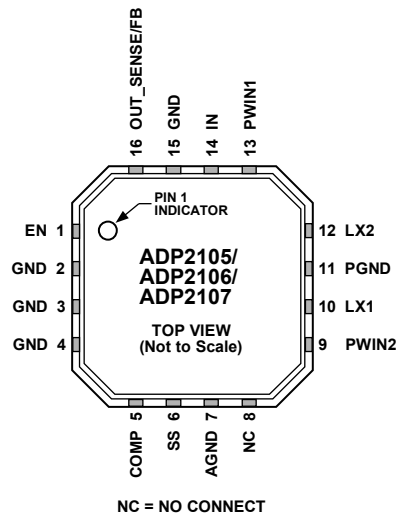 16 OUT_SENSE/FB
15 GND
14 IN
13 PWIN1
PIN 1
INDICATOR
EN 1
GND 2
GND 3
GND 4
ADP2105/
ADP2106/
ADP2107
TOP VIEW
(Not to Scale)
12 LX2
11 PGND
10 LX1
9 PWIN2
COMP 5
SS 6
AGND 7
NC 8
NC = NO CONNECT